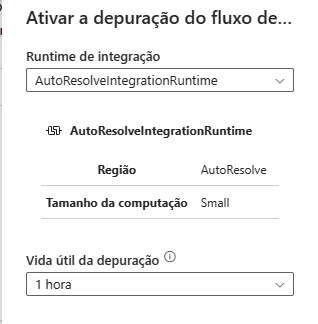 Ativar a depuração do fluxo de...
Runtime de integração
AutoResolveIntegrationRuntime
AutoResolveIntegrationRuntime
Região AutoResolve
Tamanho da computação Small
Vida útil da depuração
1 hora